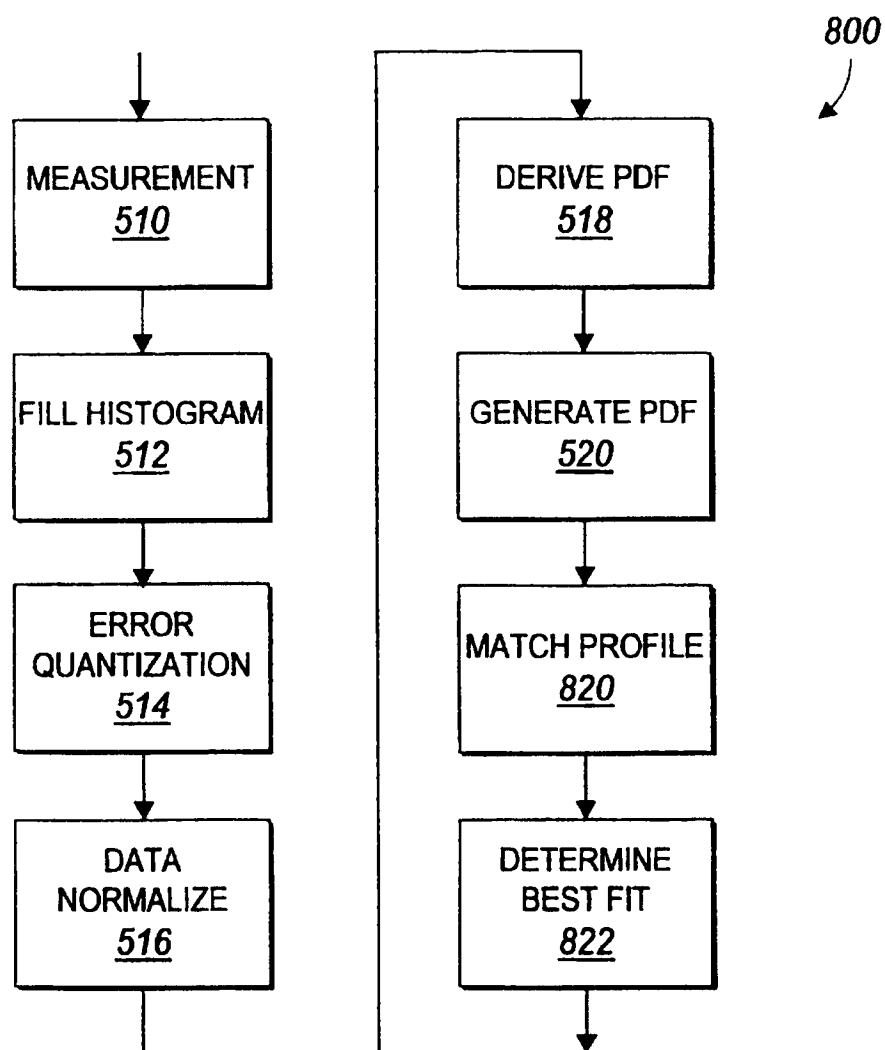 800
MEASUREMENT
510
FILL HISTOGRAM
512
ERROR
QUANTIZATION
514
DATA
NORMALIZE
516
DERIVE PDF
518
GENERATE PDF
520
MATCH PROFILE
820
DETERMINE
BEST FIT
822